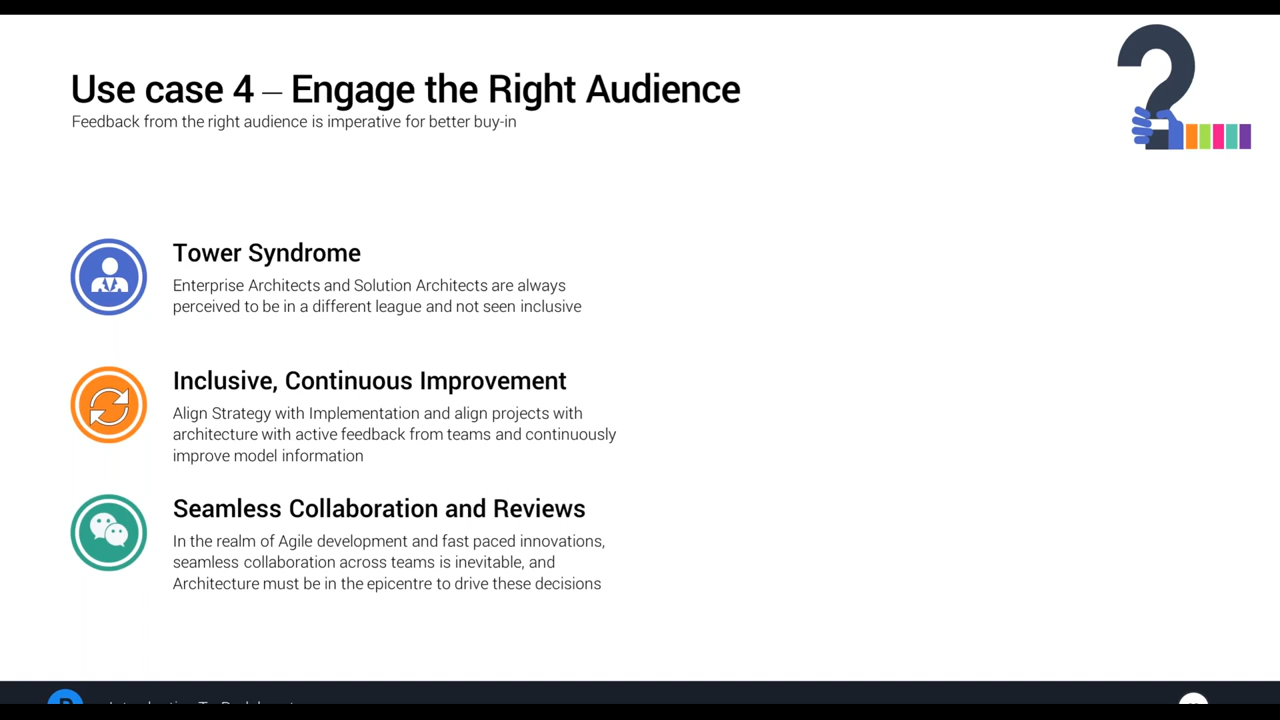 Use case 4 – Engage the Right Audience
Feedback from the right audience is imperative for better buy-in
Tower Syndrome
Enterprise Architects and Solution Architects are always
perceived to be in a different league and not seen inclusive
Inclusive, Continuous Improvement
Align Strategy with Implementation and align projects with
architecture with active feedback from teams and continuously
improve model information
Seamless Collaboration and Reviews
In the realm of Agile development and fast paced innovations,
seamless collaboration across teams is inevitable, and
Architecture must be in the epicentre to drive these decisions
Introduction To